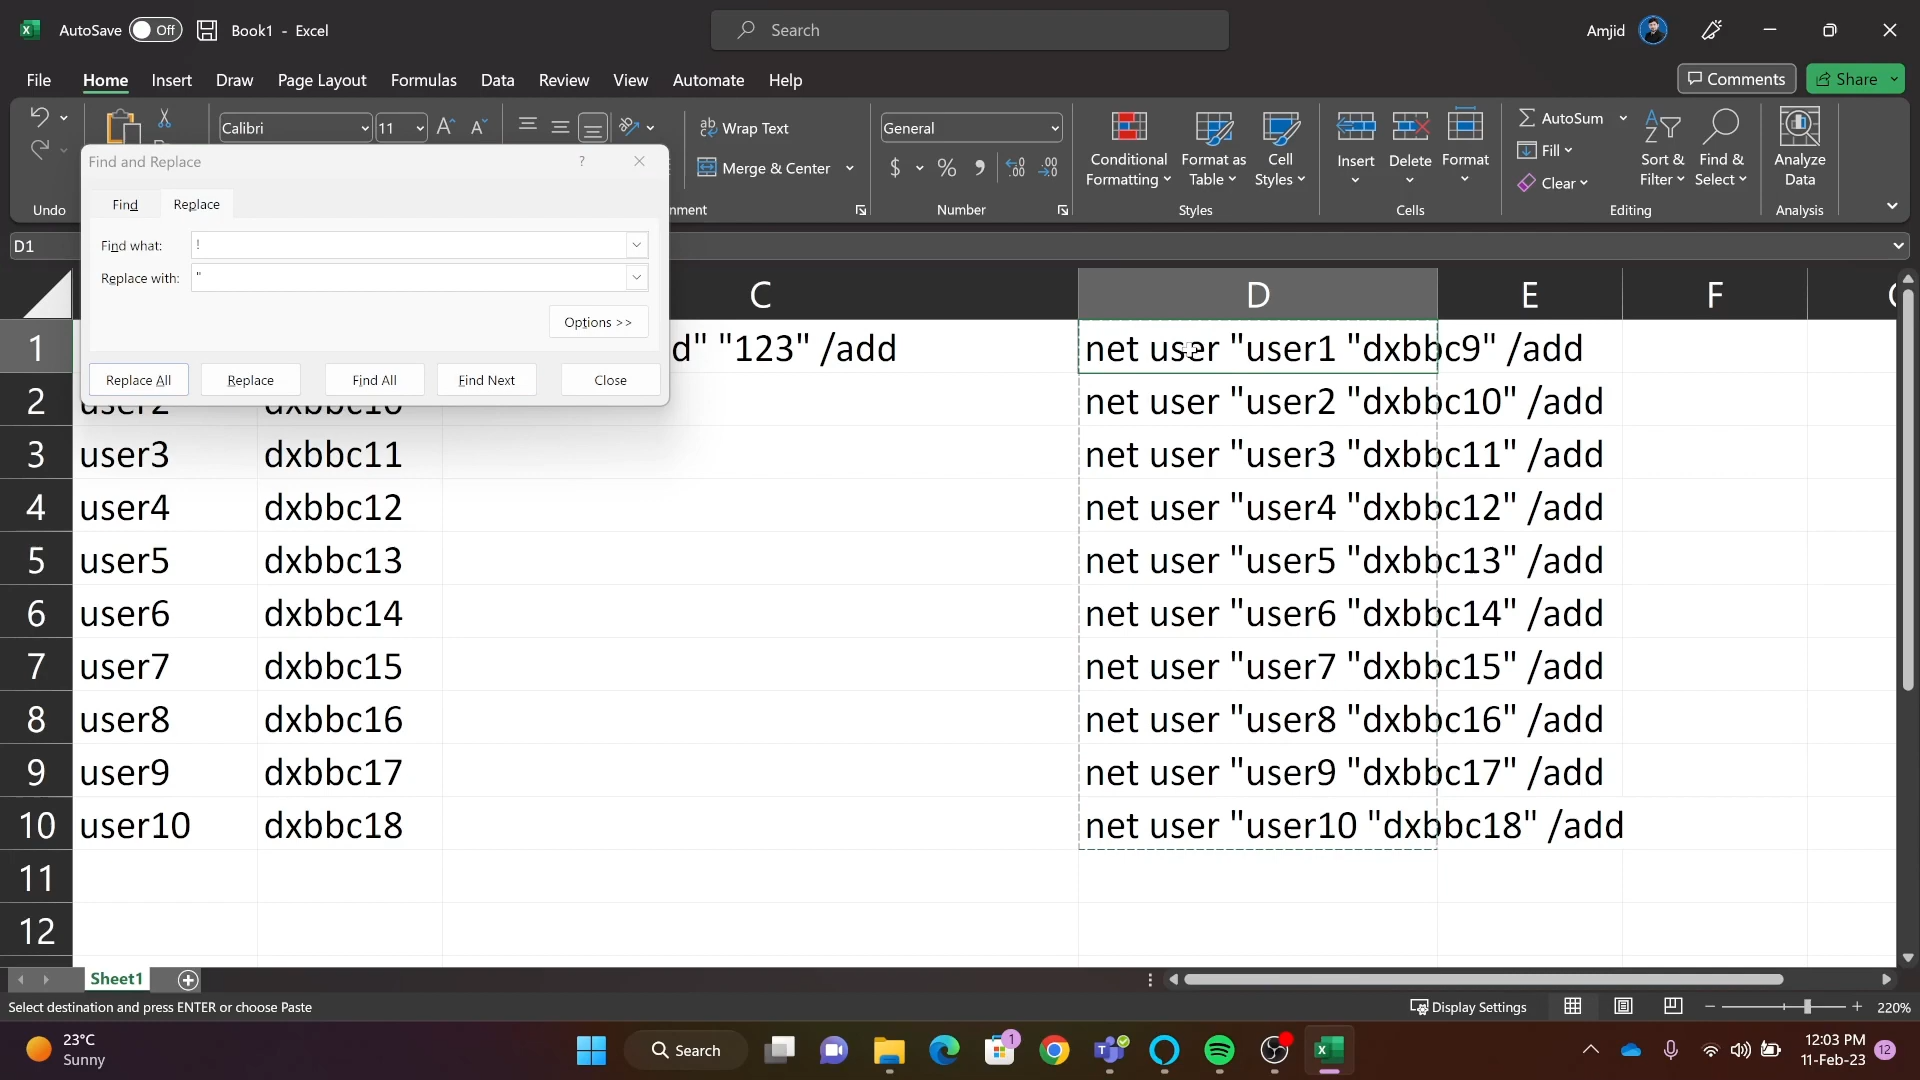 AutoSave Off Book1 - Excel Search Amjid
File Home Insert Draw Page Layout Formulas Data Review View Automate Help Comments Share
Calibri 11 Wrap Text General Conditional Formatting Format as Table Cell Styles Insert Delete Format AutoSum Fill Clear Sort & Filter Find & Select Analyze Data
Merge & Center $ % 9
Undo nment Number Styles Cells Editing Analysis
Find and Replace ? 
Find Replace
Find what: !
Replace with: "
Options >>
Replace All Replace Find All Find Next Close
D1
C D E F
1 d" "123" /add net user "user1 "dxbbc9" /add
2 user2 dxbbc10 net user "user2 "dxbbc10" /add
3 user3 dxbbc11 net user "user3 "dxbbc11" /add
4 user4 dxbbc12 net user "user4 "dxbbc12" /add
5 user5 dxbbc13 net user "user5 "dxbbc13" /add
6 user6 dxbbc14 net user "user6 "dxbbc14" /add
7 user7 dxbbc15 net user "user7 "dxbbc15" /add
8 user8 dxbbc16 net user "user8 "dxbbc16" /add
9 user9 dxbbc17 net user "user9 "dxbbc17" /add
10 user10 dxbbc18 net user "user10 "dxbbc18" /add
11
12
Sheet1
Select destination and press ENTER or choose Paste Display Settings 220%
23°C
Sunny
Search
1
12:03 PM
11-Feb-23
12